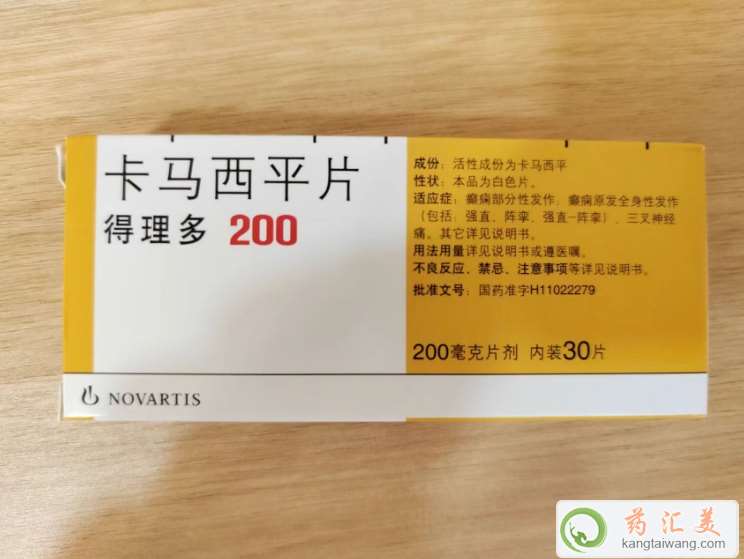 卡马西平片
得理多 200
成份：活性成份为卡马西平
性状：本品为白色片。
适应症：癫痫部分性发作、癫痫原发全身性发作
（包括：强直、阵挛、强直-阵挛）、三叉神经
痛。其它详见说明书。
用法用量详见说明书或遵医嘱。
不良反应、禁忌、注意事项等详见说明书。
批准文号：国药准字H11022279
200毫克片剂 内装30片
NOVARTIS
药汇美
kangtaiwang.com